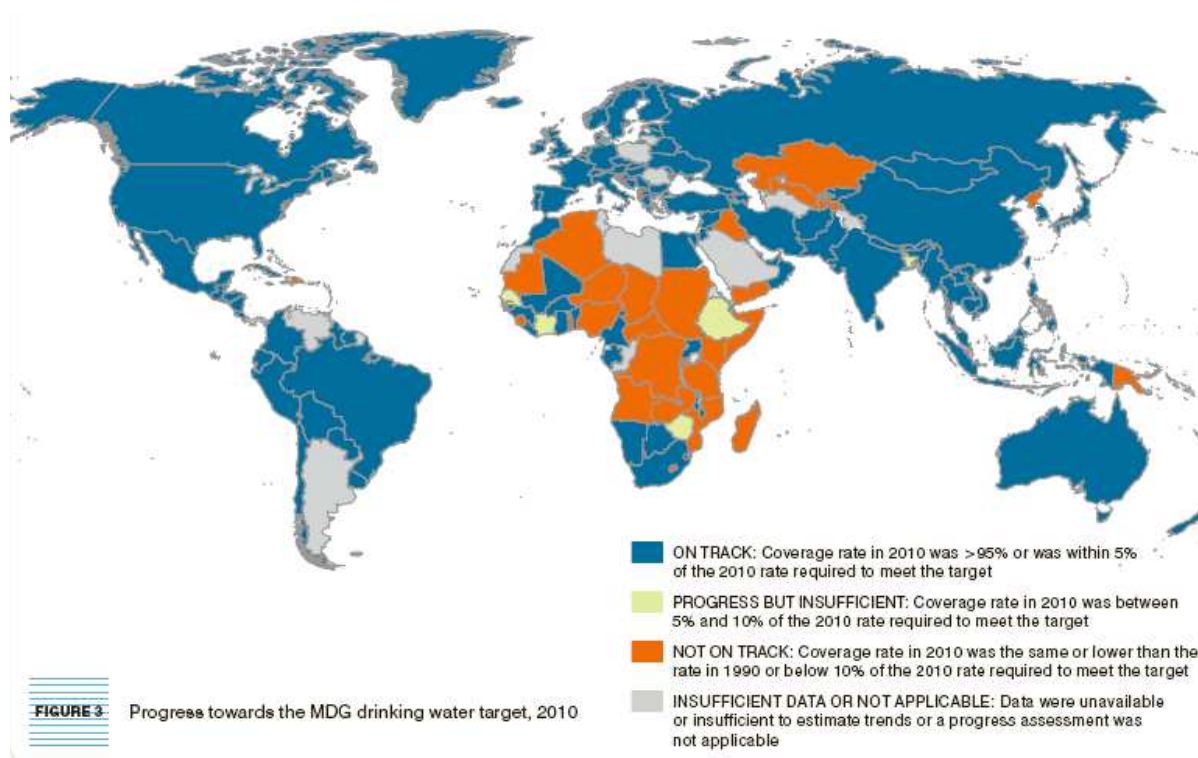 ON TRACK: Coverage rate in 2010 was >95% or was within 5%
of the 2010 rate required to meet the target
PROGRESS BUT INSUFFICIENT: Coverage rate in 2010 was between
5% and 10% of the 2010 rate required to meet the target
NOT ON TRACK: Coverage rate in 2010 was the same or lower than the
rate in 1990 or below 10% of the 2010 rate required to meet the target
INSUFFICIENT DATA OR NOT APPLICABLE: Data were unavailable
or insufficient to estimate trends or a progress assessment was
not applicable
FIGURE 3 Progress towards the MDG drinking water target, 2010